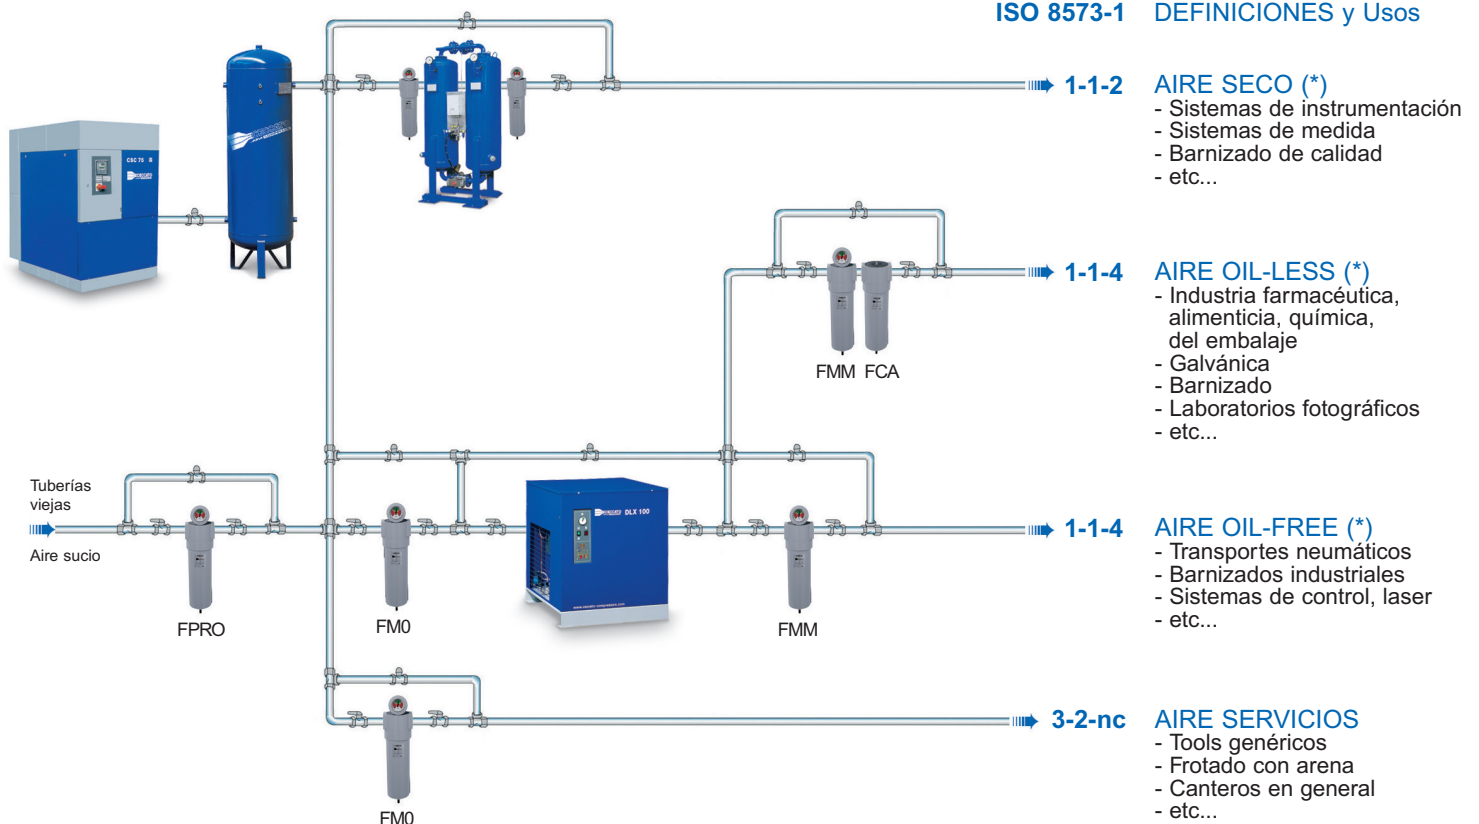 ISO 8573-1 DEFINICIONES y Usos
1-1-2 AIRE SECO (*)
- Sistemas de instrumentación
- Sistemas de medida
- Barnizado de calidad
- etc...
CSC 75
1-1-4 AIRE OIL-LESS (*)
- Industria farmacéutica,
alimenticia, química,
del embalaje
- Galvánica
- Barnizado
- Laboratorios fotográficos
- etc...
FMM FCA
Tuberías
viejas
Aire sucio
DLX 100
FPRO
FM0
FMM
1-1-4 AIRE OIL-FREE (*)
- Transportes neumáticos
- Barnizados industriales
- Sistemas de control, laser
- etc...
3-2-nc AIRE SERVICIOS
- Tools genéricos
- Frotado con arena
- Canteros en general
- etc...
FM0